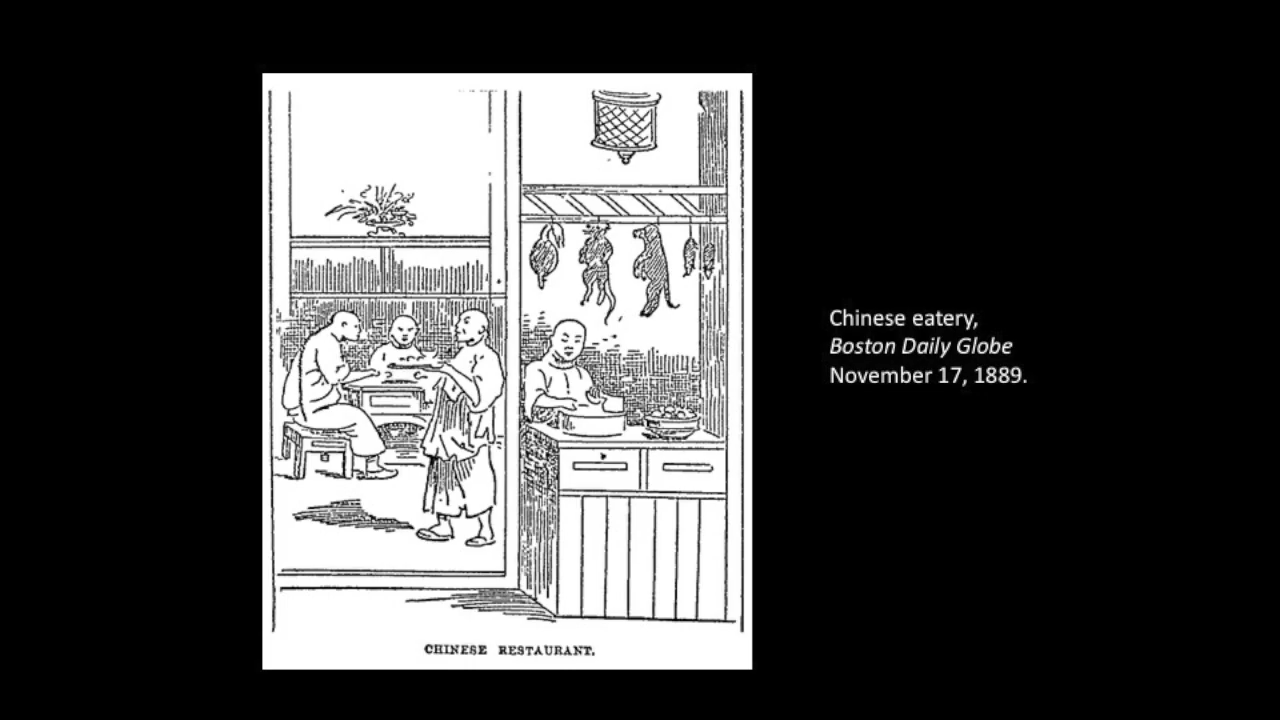 Chinese eatery,
Boston Daily Globe
November 17, 1889.
CHINESE RESTAURANT.